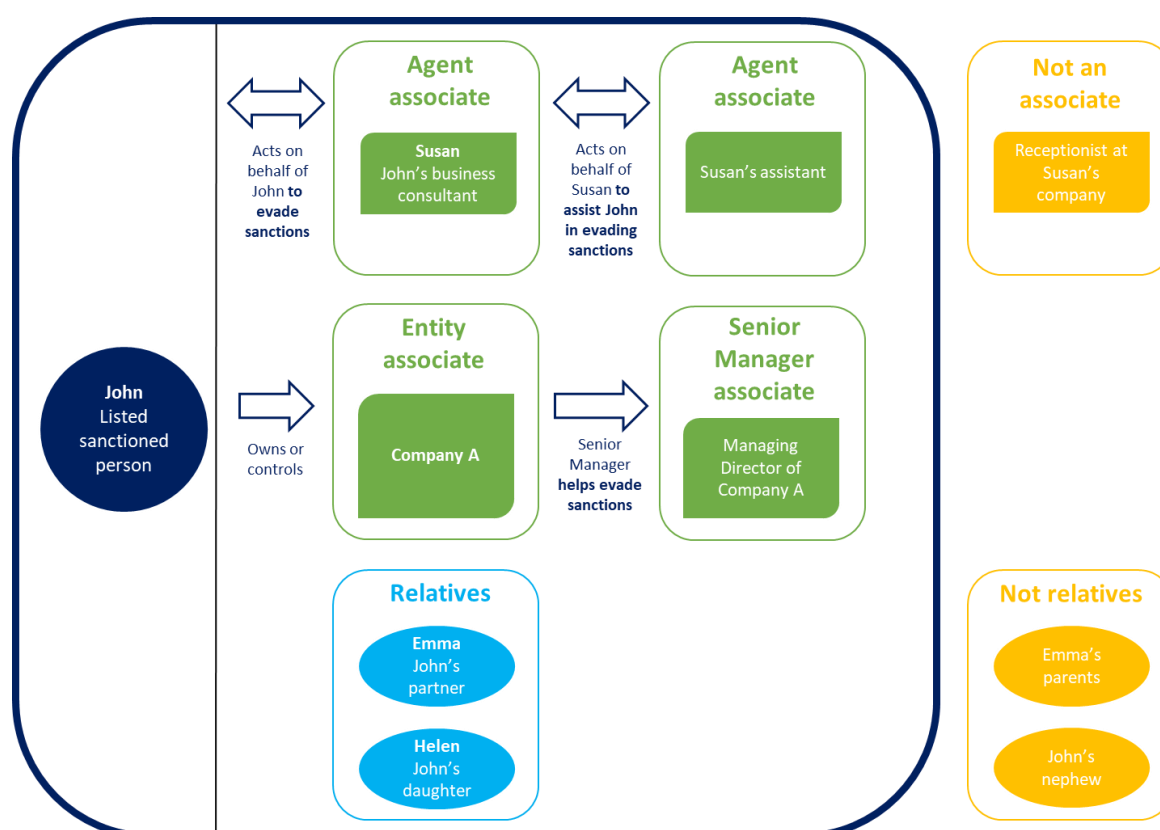 Agent
associate
Susan
John's business
consultant
Acts on
behalf of
John to
evade
sanctions
Agent
associate
Susan's assistant
Acts on
behalf of
Susan to
assist John
in evading
sanctions
Not an
associate
Receptionist at
Susan's
company
John
Listed
sanctioned
person
Owns or
controls
Entity
associate
Company A
Senior
Manager
helps evade
sanctions
Senior
Manager
associate
Managing
Director of
Company A
Relatives
Emma
John's
partner
Helen
John's
daughter
Not relatives
Emma's
parents
John's
nephew